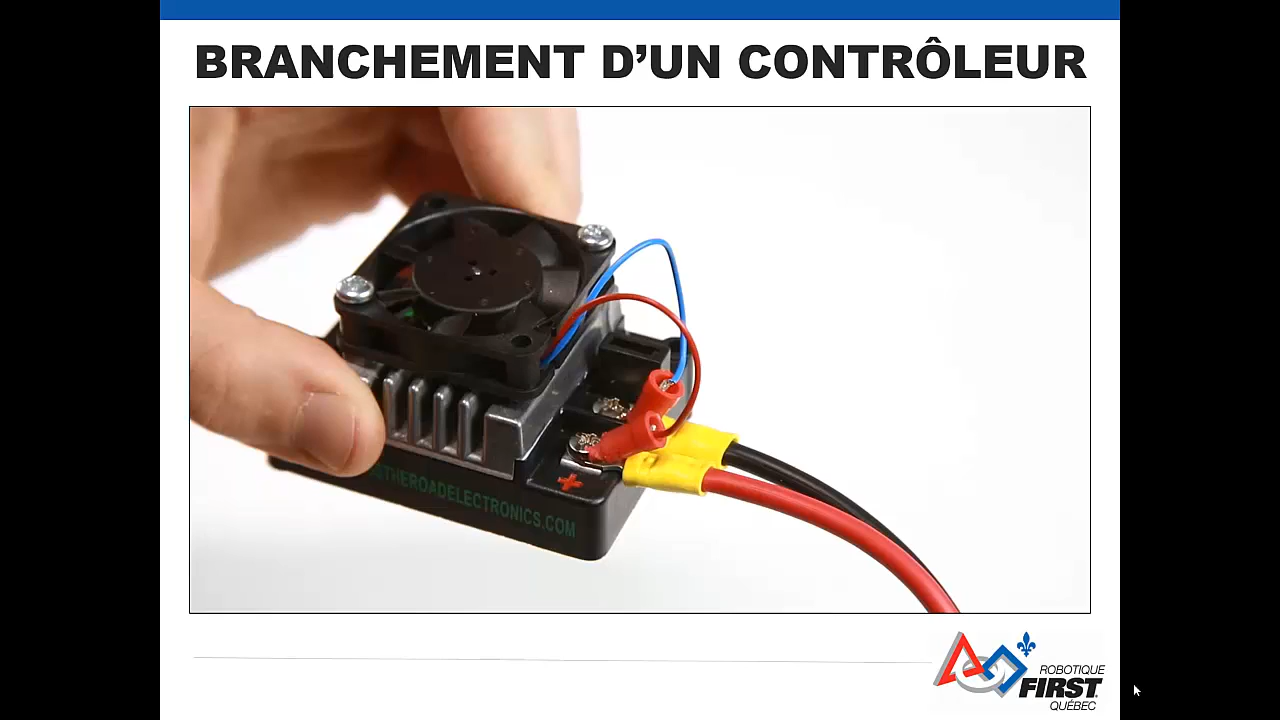 BRANCHEMENT D’UN CONTRÔLEUR
THEROADELECTRONICS.COM
+
ROBOTIQUE
FIRST
QUÉBEC